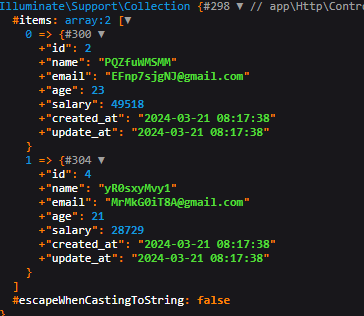 Illuminate\Support\Collection {#298 ▼ // app\Http\Contro
#items: array:2 [▼
0 => {#300 ▼
+"id": 2
+"name": "PQZfuWMSMM"
+"email": "EFnp7sjgNJ@gmail.com"
+"age": 23
+"salary": 49518
+"created_at": "2024-03-21 08:17:38"
+"update_at": "2024-03-21 08:17:38"
}
1 => {#304 ▼
+"id": 4
+"name": "yR0sxyMvy1"
+"email": "MrMkG0iT8A@gmail.com"
+"age": 21
+"salary": 28729
+"created_at": "2024-03-21 08:17:38"
+"update_at": "2024-03-21 08:17:38"
}
]
#escapeWhenCastingToString: false
}